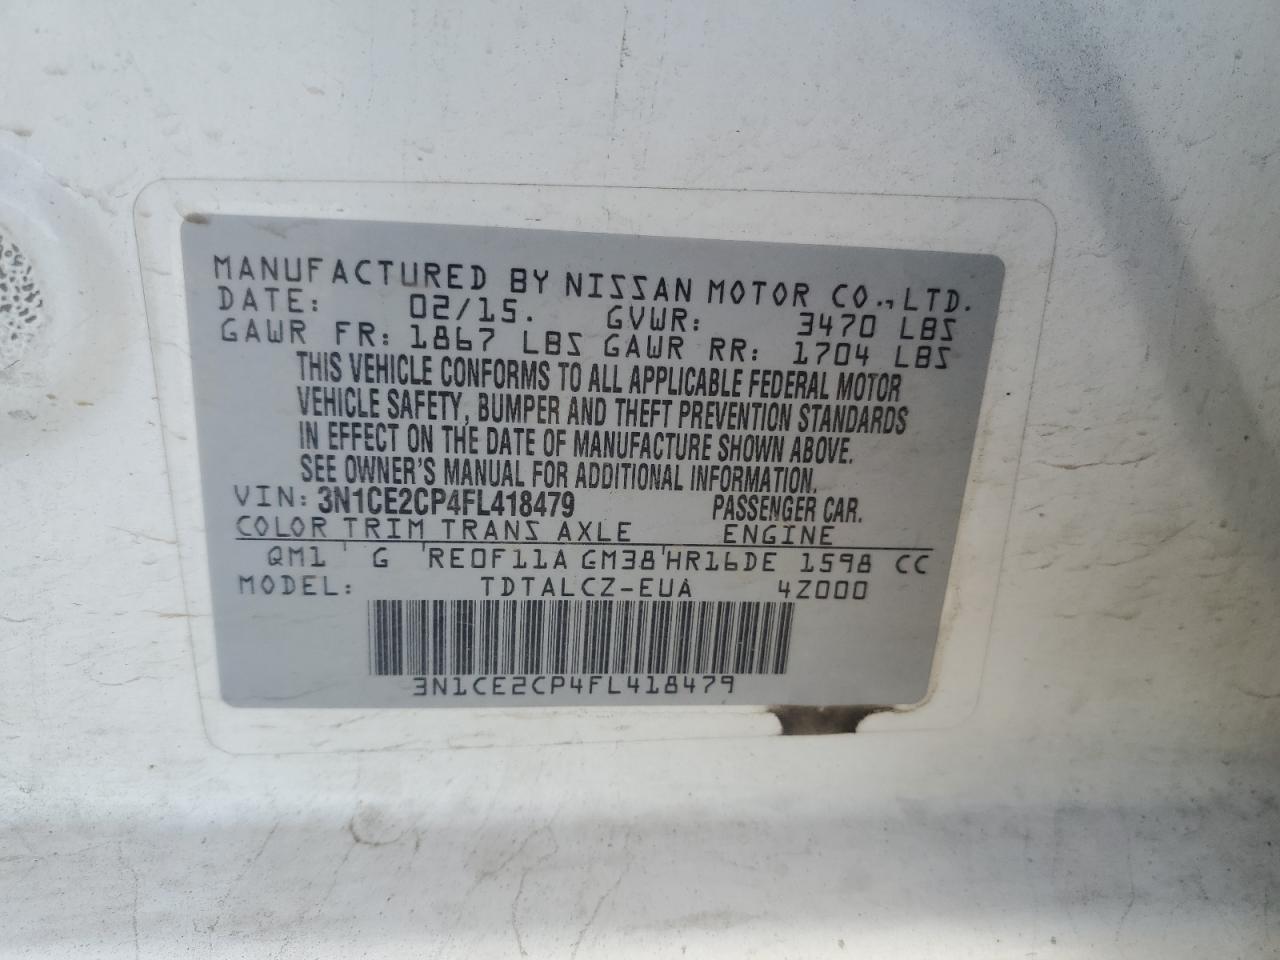 MANUFACTURED BY NISSAN MOTOR CO., LTD.
DATE: 02/15. GVWR: 3470 LBS
GAWR FR: 1867 LBS GAWR RR: 1704 LBS
THIS VEHICLE CONFORMS TO ALL APPLICABLE FEDERAL MOTOR
VEHICLE SAFETY, BUMPER AND THEFT PREVENTION STANDARDS
IN EFFECT ON THE DATE OF MANUFACTURE SHOWN ABOVE.
SEE OWNER'S MANUAL FOR ADDITIONAL INFORMATION.
VIN: 3N1CE2CP4FL418479 PASSENGER CAR.
COLOR TRIM TRANS AXLE ENGINE
QM1 G RE0F11A GM38 HR16DE 1598 CC
MODEL: TDTALCZ-EUA 4Z000
3N1CE2CP4FL418479